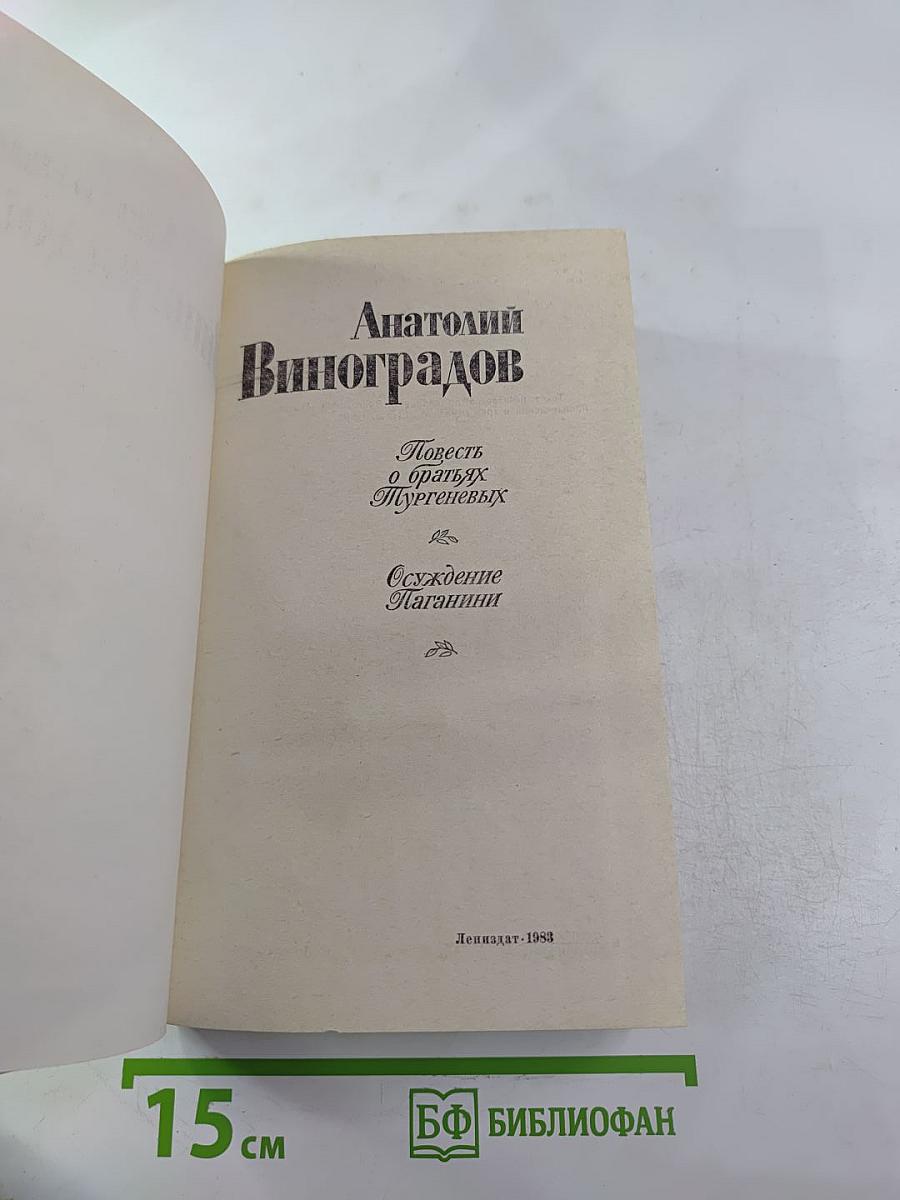 Анатолий
Виноградов
Повесть
о братьях
Тургеневых
Осуждение
Паганини
Лениздат · 1983
15 см
БФ БИБЛИОФАН